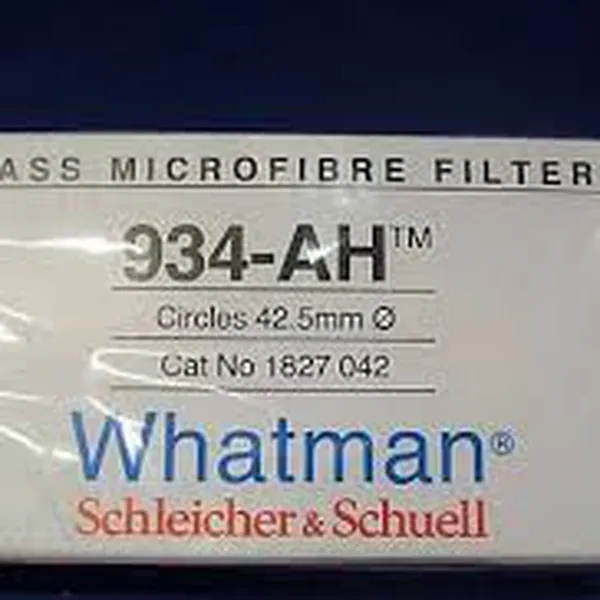 ASS MICROFIBRE FILTER
934-AH™
Circles 42.5mm Ø
Cat No 1827 042
Whatman®
Schleicher & Schuell